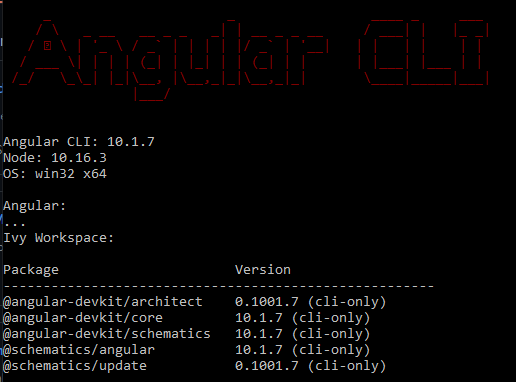 Angular CLI
Angular CLI: 10.1.7
Node: 10.16.3
OS: win32 x64
Angular:
...
Ivy Workspace:
Package Version
------------------------------------------------------
@angular-devkit/architect 0.1001.7 (cli-only)
@angular-devkit/core 10.1.7 (cli-only)
@angular-devkit/schematics 10.1.7 (cli-only)
@schematics/angular 10.1.7 (cli-only)
@schematics/update 0.1001.7 (cli-only)